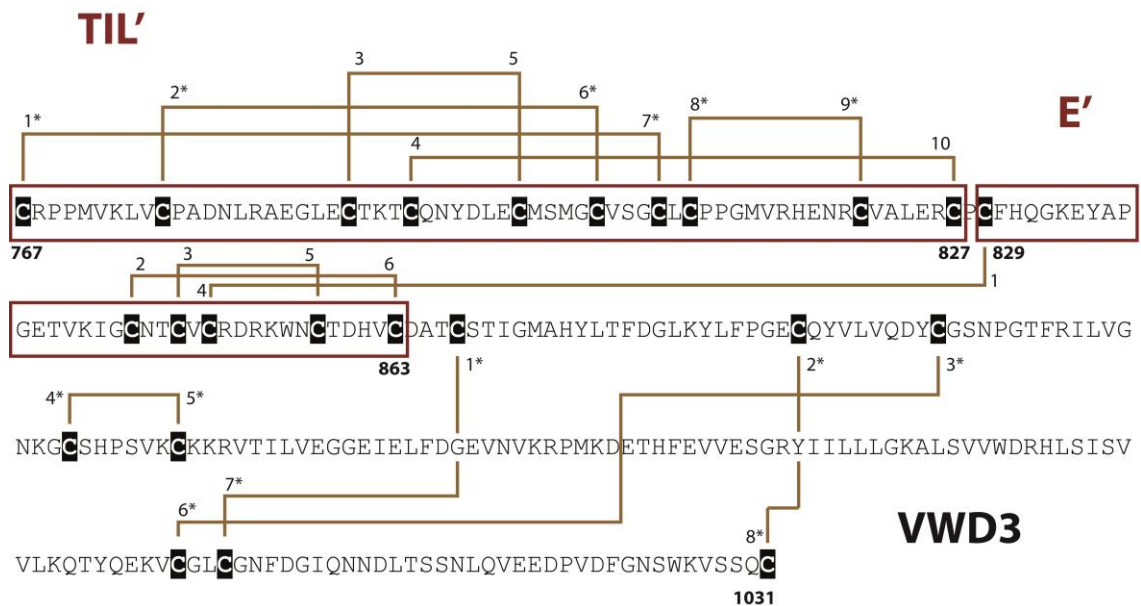 TIL’
3 5
2* 6*
8* 9*
E’
1* 7*
4 10
CRPPMVKLVCPADNLRAEGLECTKTCQNYDLECMSMGCVSGCLCPPGMVRHENRCVALERCPCFHQGKEYAP
767 827 829
3 5
2 6
4 1
GETVKIGCNTCVCRDRKWNCTDHVCDATCSTIGMAHYLTFDGLKYLFPGECQYVLVQDYCGSNPGTFRILVG
863
1* 2* 3*
4* 5*
NKGCSHPSVKCKKRVTILVEGGEIELFDGEVNVKRPMKDETHFEVVESGRYIILLLGKALSVVWDRHLSISV
7*
6*
8*
VWD3
VLKQTYQEKVCGLCGNFDGIQNNDLTSSNLQVEEDPVDFGNSWKVSSQC
1031